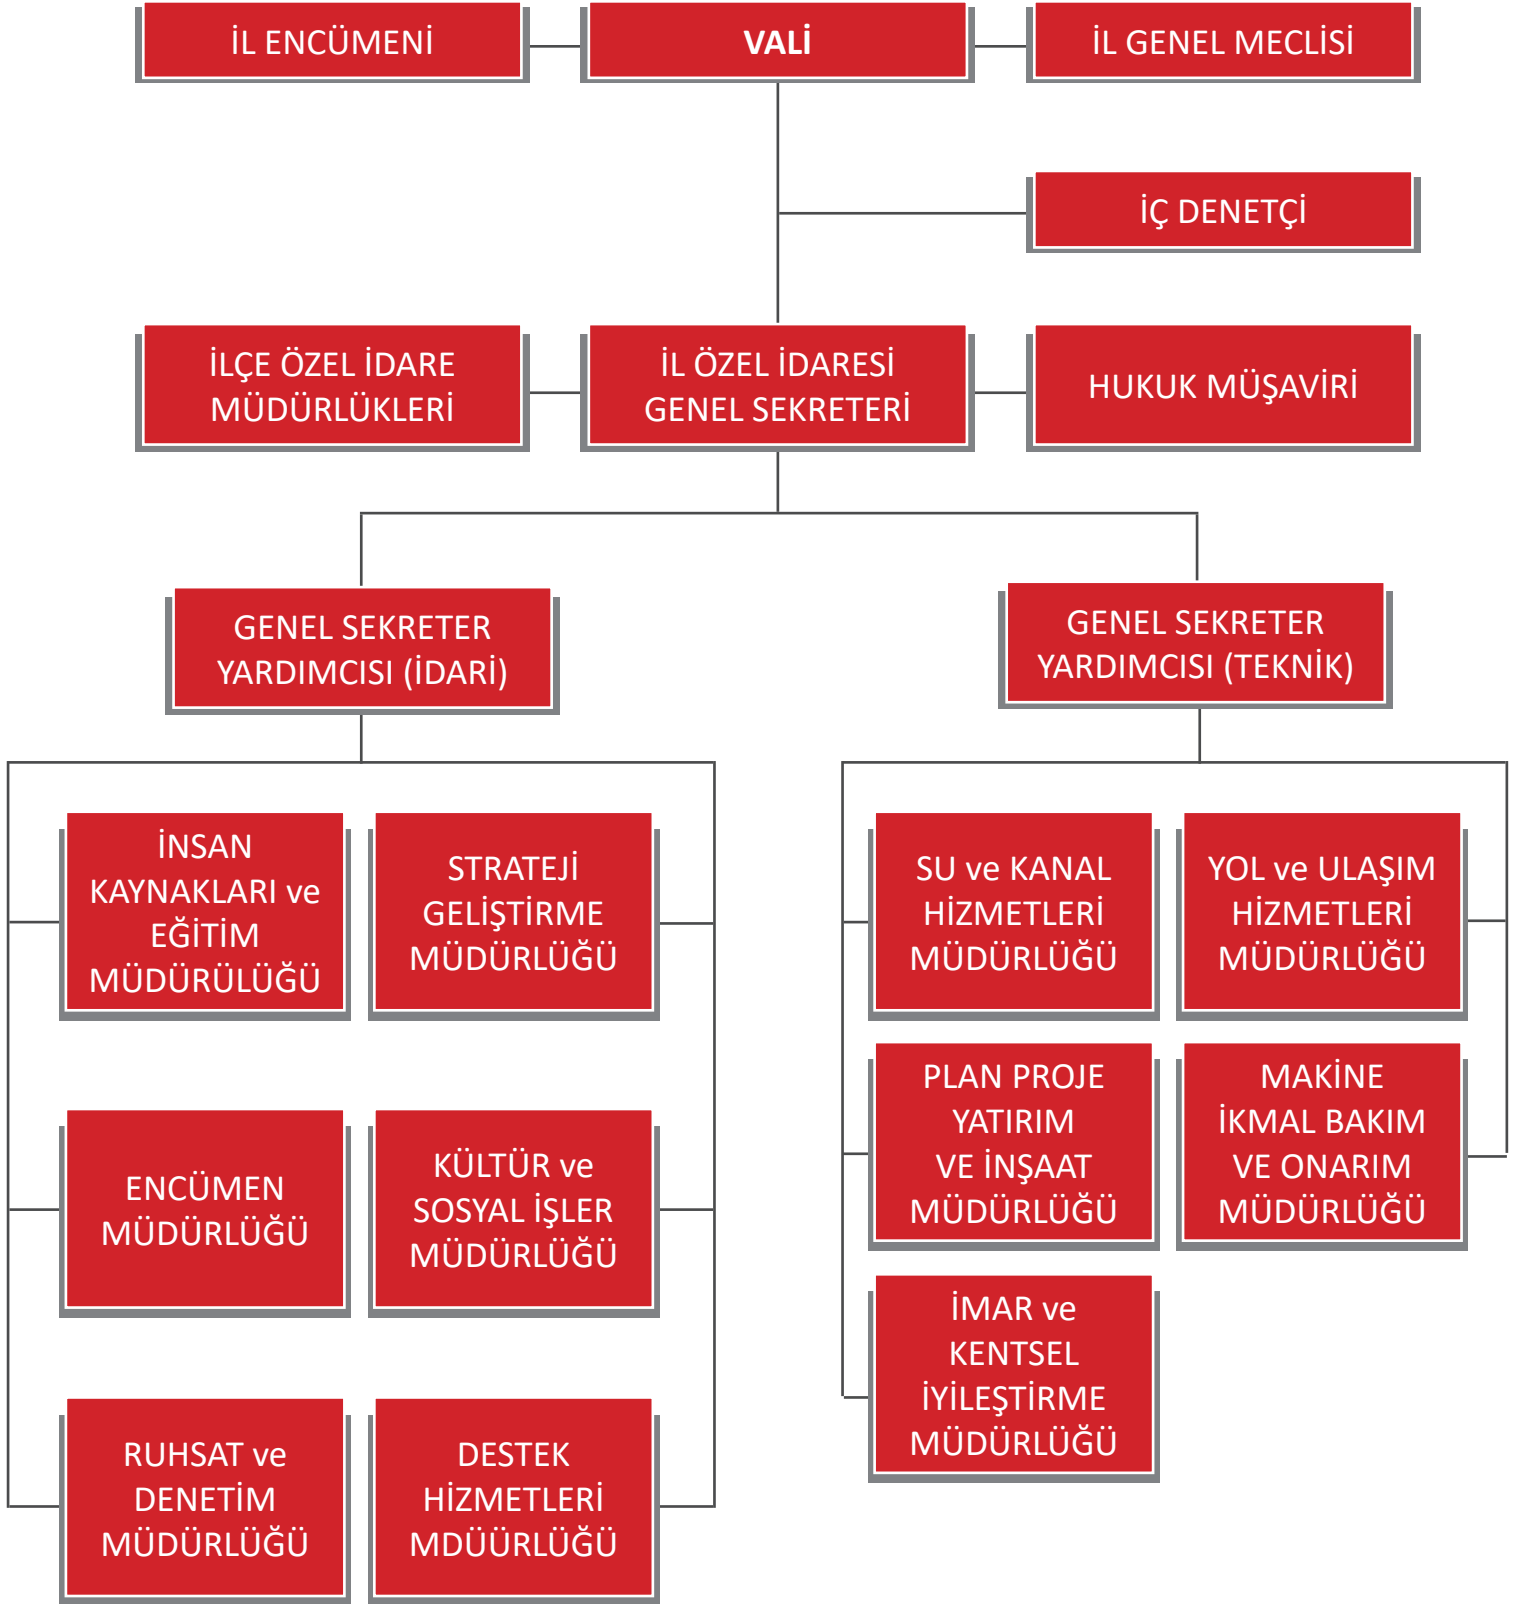 İL ENCÜMENİ
VALİ
İL GENEL MECLİSİ
İÇ DENETÇİ
İLÇE ÖZEL İDARE
MÜDÜRLÜKLERİ
İL ÖZEL İDARESİ
GENEL SEKRETERİ
HUKUK MÜŞAVİRİ
GENEL SEKRETER
YARDIMCISI (İDARİ)
GENEL SEKRETER
YARDIMCISI (TEKNİK)
İNSAN
KAYNAKLARI ve
EĞİTİM
MÜDÜRÜLÜĞÜ
STRATEJİ
GELİŞTİRME
MÜDÜRLÜĞÜ
SU ve KANAL
HİZMETLERİ
MÜDÜRLÜĞÜ
YOL ve ULAŞIM
HİZMETLERİ
MÜDÜRLÜĞÜ
ENCÜMEN
MÜDÜRLÜĞÜ
KÜLTÜR ve
SOSYAL İŞLER
MÜDÜRLÜĞÜ
PLAN PROJE
YATIRIM
VE İNŞAAT
MÜDÜRLÜĞÜ
MAKİNE
İKMAL BAKIM
VE ONARIM
MÜDÜRLÜĞÜ
RUHSAT ve
DENETİM
MÜDÜRLÜĞÜ
DESTEK
HİZMETLERİ
MDÜÜRLÜĞÜ
İMAR ve
KENTSEL
İYİLEŞTİRME
MÜDÜRLÜĞÜ